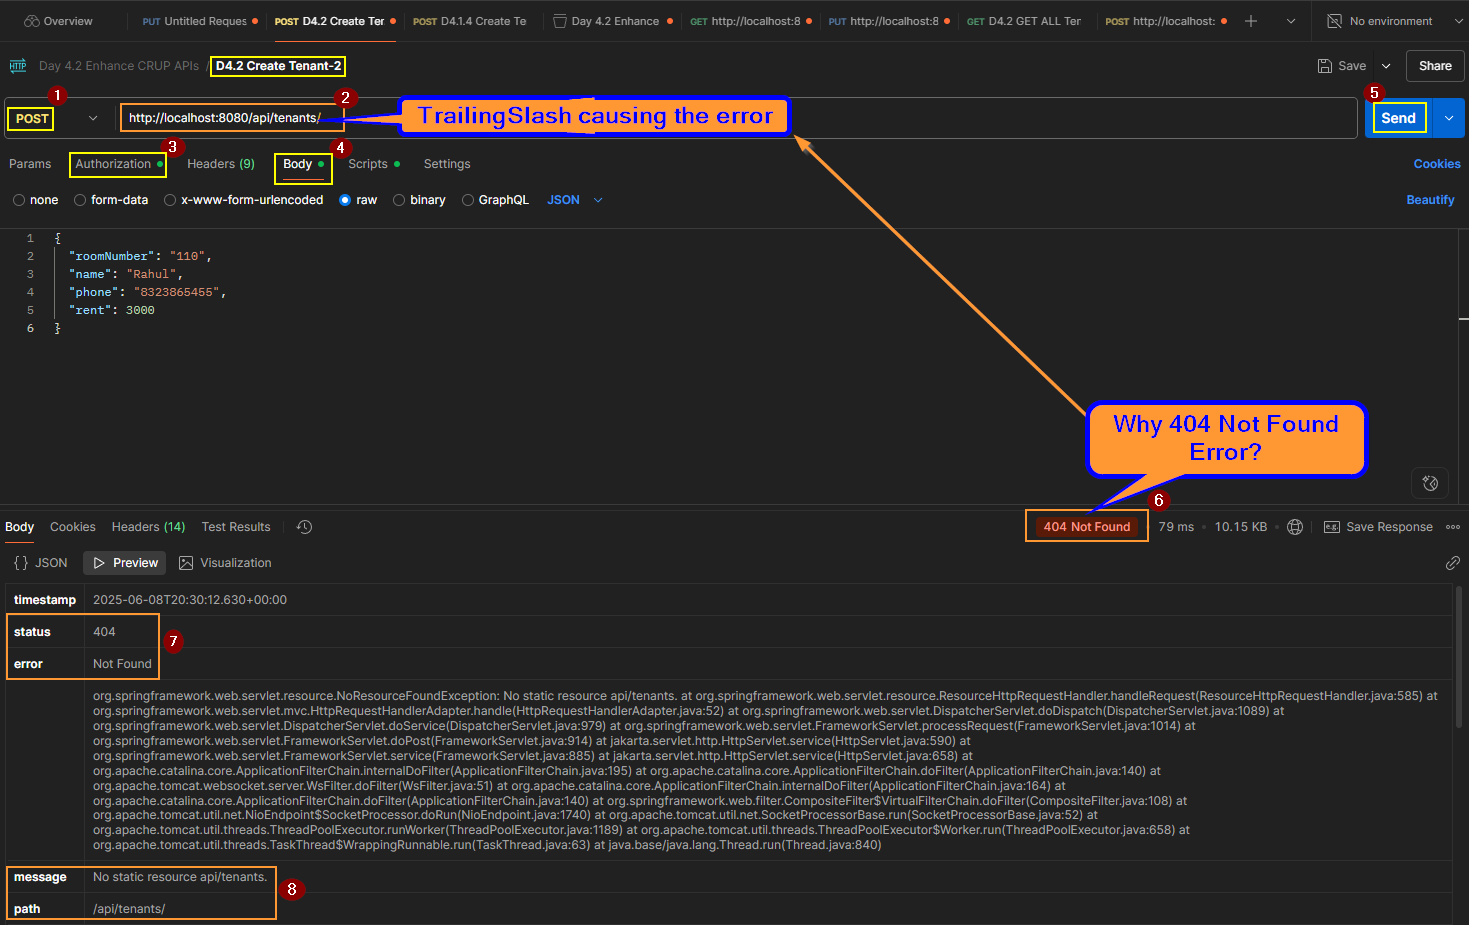 Overview
PUT Untitled Reques
POST D4.2 Create Ter
POST D4.1.4 Create Te
Day 4.2 Enhance
GET http://localhost:8
PUT http://localhost:8
GET D4.2 GET ALL Ter
POST http://localhost:
No environment
HTTP Day 4.2 Enhance CRUP APIs / D4.2 Create Tenant-2
Save
Share
1
2
5
POST
http://localhost:8080/api/tenants/
TrailingSlash causing the error
Send
3
4
Params
Authorization
Headers (9)
Body
Scripts
Settings
Cookies
none
form-data
x-www-form-urlencoded
raw
binary
GraphQL
JSON
Beautify
1 {
2 "roomNumber": "110",
3 "name": "Rahul",
4 "phone": "8323865455",
5 "rent": 3000
6 }
Why 404 Not Found
Error?
6
Body
Cookies
Headers (14)
Test Results
404 Not Found
79 ms
10.15 KB
e.g. Save Response
{} JSON
Preview
Visualization
timestamp 2025-06-08T20:30:12.630+00:00
status 404
7
error Not Found
org.springframework.web.servlet.resource.NoResourceFoundException: No static resource api/tenants. at org.springframework.web.servlet.resource.ResourceHttpRequestHandler.handleRequest(ResourceHttpRequestHandler.java:585) at
org.springframework.web.servlet.mvc.HttpRequestHandlerAdapter.handle(HttpRequestHandlerAdapter.java:52) at org.springframework.web.servlet.DispatcherServlet.doDispatch(DispatcherServlet.java:1089) at
org.springframework.web.servlet.DispatcherServlet.doService(DispatcherServlet.java:979) at org.springframework.web.servlet.FrameworkServlet.processRequest(FrameworkServlet.java:1014) at
org.springframework.web.servlet.FrameworkServlet.doPost(FrameworkServlet.java:914) at jakarta.servlet.http.HttpServlet.service(HttpServlet.java:590) at
org.springframework.web.servlet.FrameworkServlet.service(FrameworkServlet.java:885) at jakarta.servlet.http.HttpServlet.service(HttpServlet.java:658) at
org.apache.catalina.core.ApplicationFilterChain.internalDoFilter(ApplicationFilterChain.java:195) at org.apache.catalina.core.ApplicationFilterChain.doFilter(ApplicationFilterChain.java:140) at
org.apache.tomcat.websocket.server.WsFilter.doFilter(WsFilter.java:51) at org.apache.catalina.core.ApplicationFilterChain.internalDoFilter(ApplicationFilterChain.java:164) at
org.apache.catalina.core.ApplicationFilterChain.doFilter(ApplicationFilterChain.java:140) at org.springframework.web.filter.CompositeFilter$VirtualFilterChain.doFilter(CompositeFilter.java:108) at
org.apache.tomcat.util.net.NioEndpoint$SocketProcessor.doRun(NioEndpoint.java:1740) at org.apache.tomcat.util.net.SocketProcessorBase.run(SocketProcessorBase.java:52) at
org.apache.tomcat.util.threads.ThreadPoolExecutor.runWorker(ThreadPoolExecutor.java:1189) at org.apache.tomcat.util.threads.ThreadPoolExecutor$Worker.run(ThreadPoolExecutor.java:658) at
org.apache.tomcat.util.threads.TaskThread$WrappingRunnable.run(TaskThread.java:63) at java.base/java.lang.Thread.run(Thread.java:840)
message No static resource api/tenants.
8
path /api/tenants/